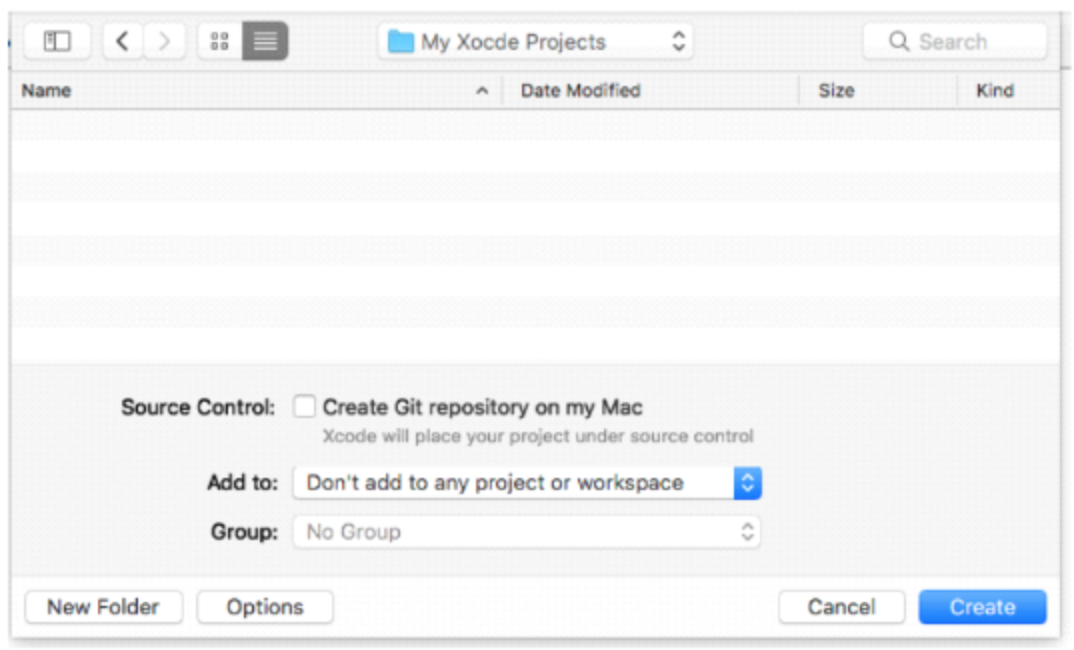 My Xocde Projects Search
Name Date Modified Size Kind
Source Control: Create Git repository on my Mac
Xcode will place your project under source control
Add to: Don't add to any project or workspace
Group: No Group
New Folder Options Cancel Create